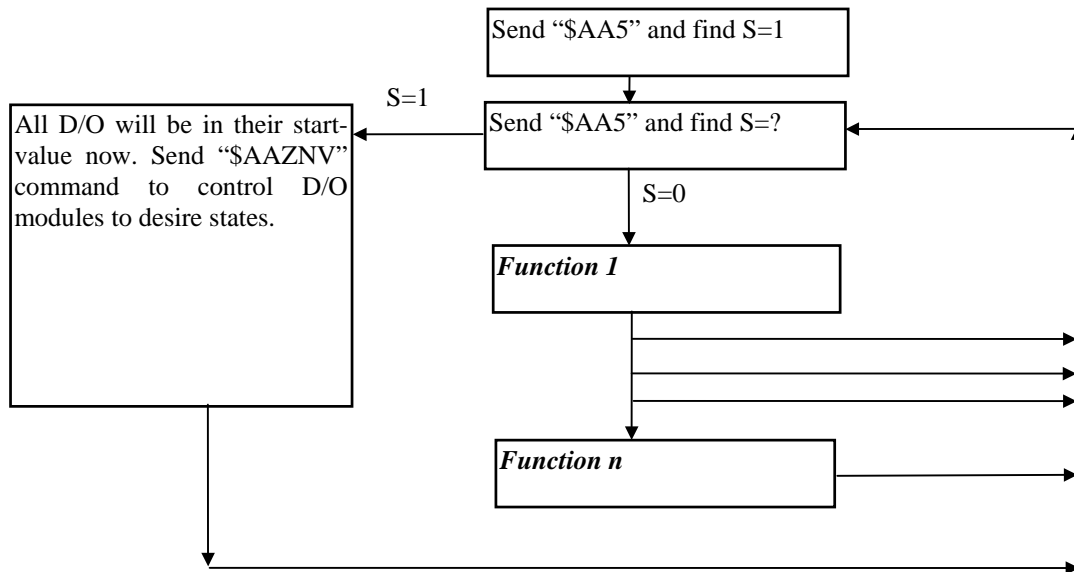 Send “$AA5” and find S=1
S=1
All D/O will be in their start-
value now. Send “$AAZNV”
command to control D/O
modules to desire states.
Send “$AA5” and find S=?
S=0
Function 1
Function n